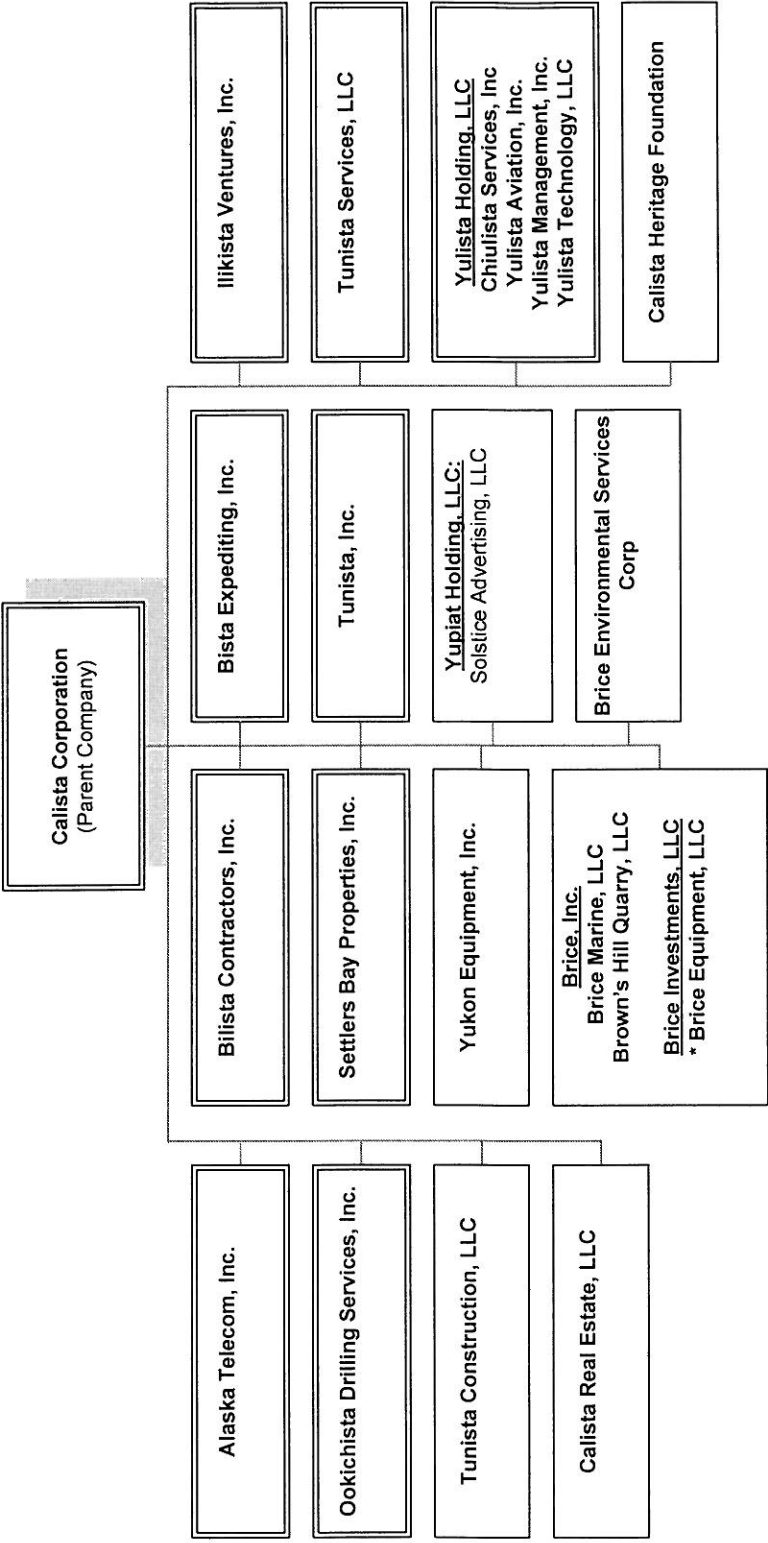 Calista Corporation
(Parent Company)
Alaska Telecom, Inc.
Bilista Contractors, Inc.
Bista Expediting, Inc.
Ilikista Ventures, Inc.
Ookichista Drilling Services, Inc.
Settlers Bay Properties, Inc.
Tunista, Inc.
Tunista Services, LLC
Tunista Construction, LLC
Yukon Equipment, Inc.
Yupiat Holding, LLC:
Solstice Advertising, LLC
Yulista Holding, LLC
Chiulista Services, Inc
Yulista Aviation, Inc.
Yulista Management, Inc.
Yulista Technology, LLC
Calista Real Estate, LLC
Brice, Inc.
Brice Marine, LLC
Brown's Hill Quarry, LLC
Brice Investments, LLC
* Brice Equipment, LLC
Brice Environmental Services
Corp
Calista Heritage Foundation